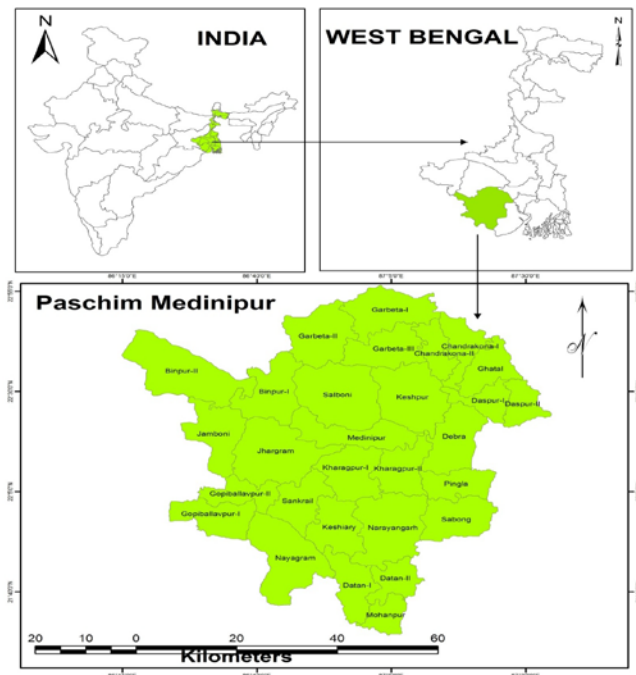 N
INDIA
WEST BENGAL
N
Paschim Medinipur
N
Garbeta-I
Garbeta-II
Garbeta-III
Chandrakona-I
Chandrakona-II
Ghatal
Binpur-II
Binpur-I
Salboni
Keshpur
Daspur-I
Daspur-II
Jamboni
Medinipur
Debra
Jhargram
Kharagpur-I
Kharagpur-II
Pingla
Gopiballavpur-II
Sankrail
Gopiballavpur-I
Keshiary
Narayangarh
Sabong
Nayagram
Datan-I
Datan-II
Mohanpur
20 10 0 20 40 60
Kilometers